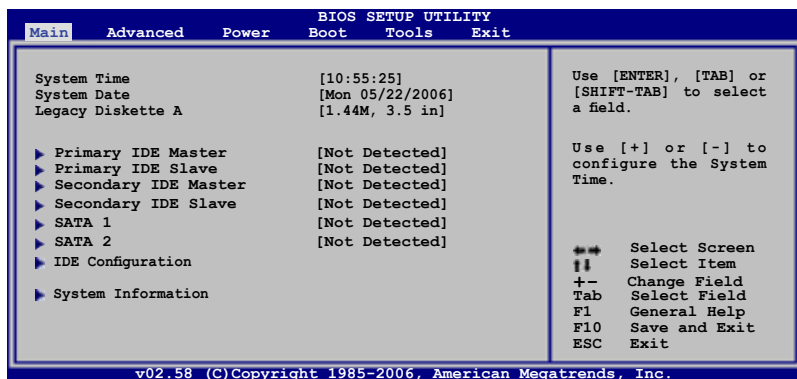 BIOS SETUP UTILITY
Main Advanced Power Boot Tools Exit
System Time [10:55:25]
System Date [Mon 05/22/2006]
Legacy Diskette A [1.44M, 3.5 in]
Primary IDE Master [Not Detected]
Primary IDE Slave [Not Detected]
Secondary IDE Master [Not Detected]
Secondary IDE Slave [Not Detected]
SATA 1 [Not Detected]
SATA 2 [Not Detected]
IDE Configuration
System Information
Use [ENTER], [TAB] or
[SHIFT-TAB] to select
a field.
Use [+] or [-] to
configure the System
Time.
Select Screen
Select Item
+- Change Field
Tab Select Field
F1 General Help
F10 Save and Exit
ESC Exit
v02.58 (C)Copyright 1985-2006, American Megatrends, Inc.